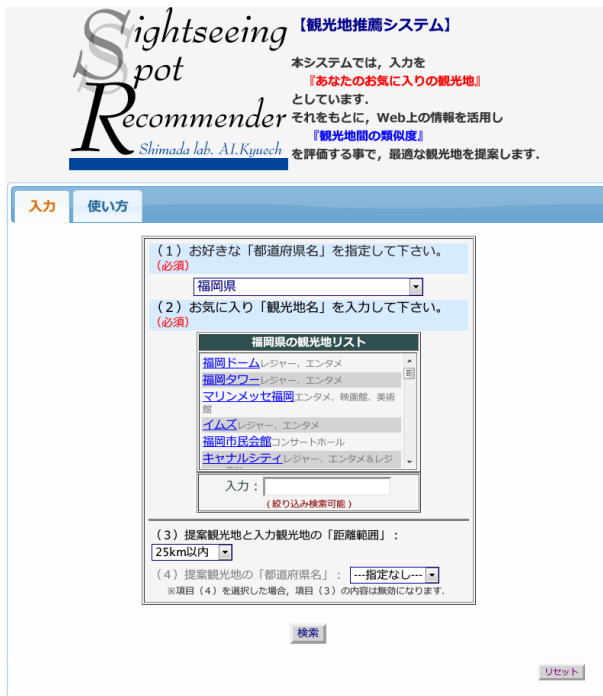 Sightseeing
Spot
Recommender
Shimada lab. AI.Kyutech
【観光地推薦システム】
本システムでは，入力を
『あなたのお気に入りの観光地』
としています．
それをもとに，Web上の情報を活用し
『観光地間の類似度』
を評価する事で，最適な観光地を提案します．
入力 使い方
(1) お好きな「都道府県名」を指定して下さい。
(必須)
福岡県
(2) お気に入り「観光地名」を入力して下さい。
(必須)
福岡県の観光地リスト
福岡ドームレジャー、エンタメ
福岡タワーレジャー、エンタメ
マリンメッセ福岡エンタメ、映画館、美術
館
イムズレジャー、エンタメ
福岡市民会館コンサートホール
キャナルシティレジャー、エンタメ＆レジ
入力：
(絞り込み検索可能)
(3) 提案観光地と入力観光地の「距離範囲」：
25km以内
(4) 提案観光地の「都道府県名」： ---指定なし---
※項目（4）を選択した場合，項目（3）の内容は無効になります．
検索
リセット